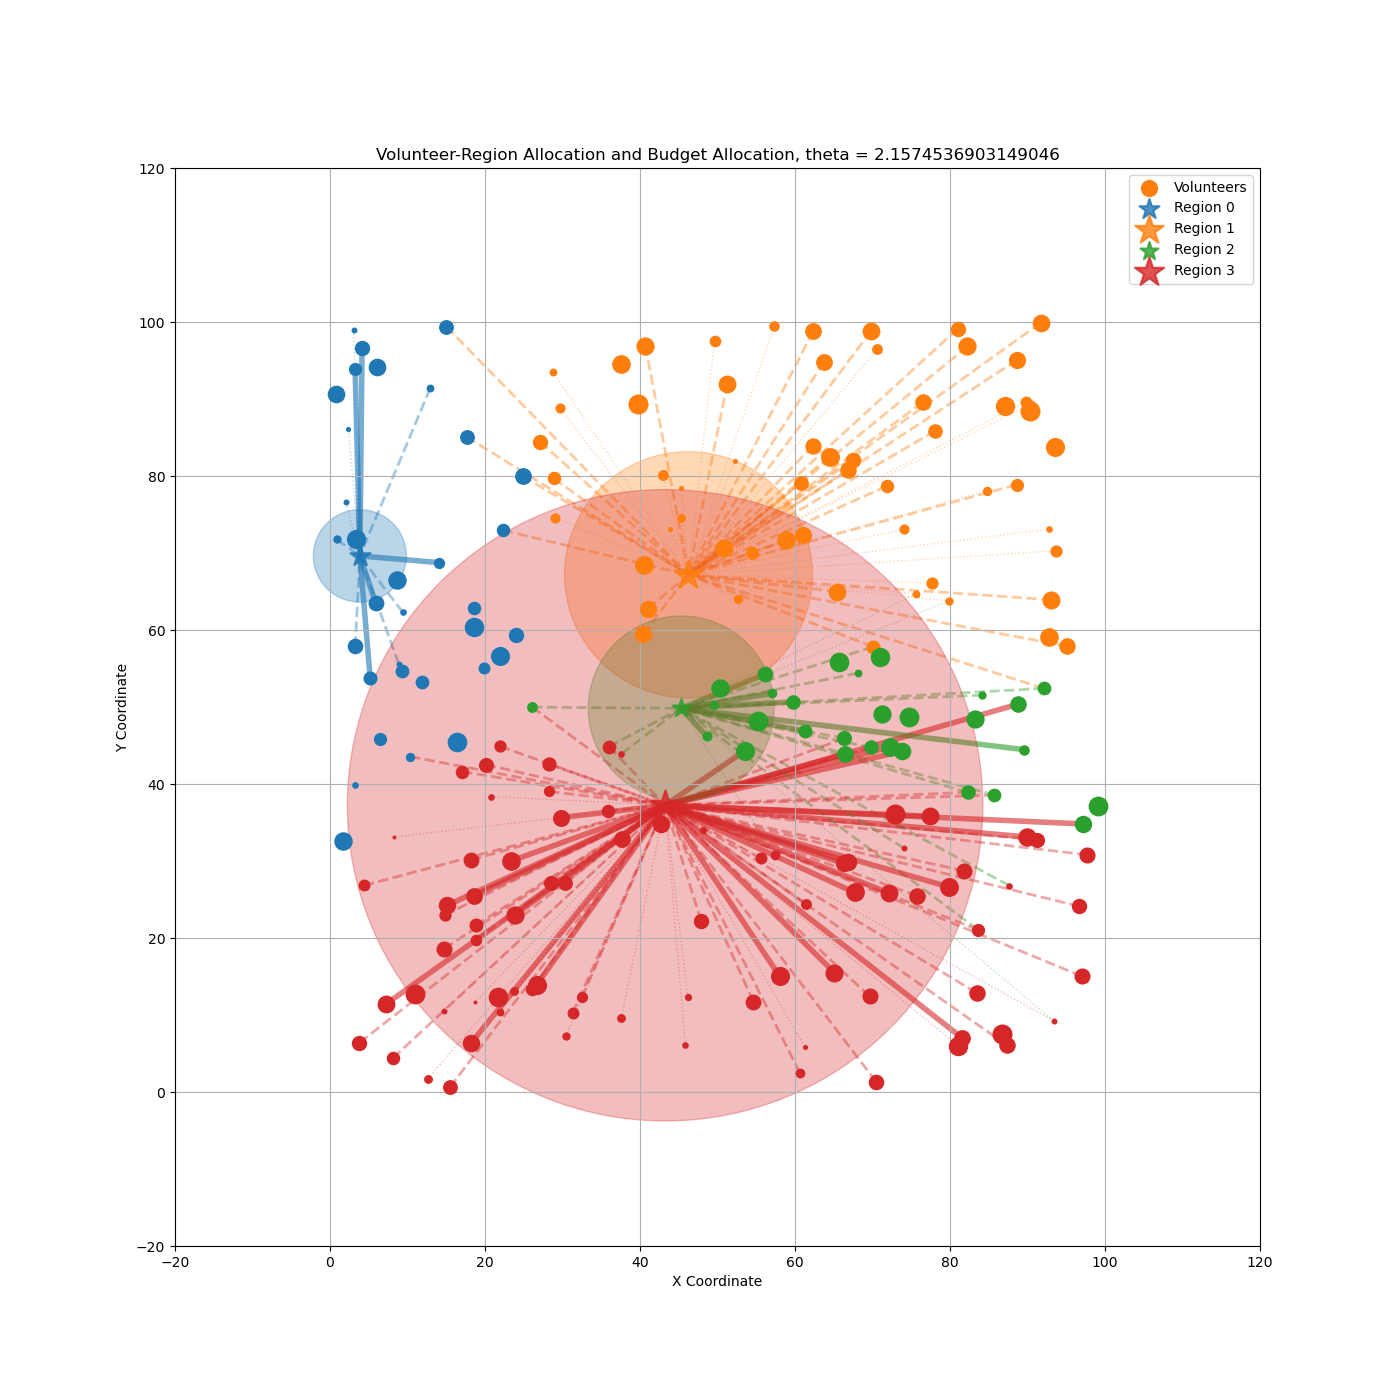 Volunteer-Region Allocation and Budget Allocation, theta = 2.1574536903149046
120
Volunteers
Region 0
Region 1
Region 2
Region 3
100
80
60
Y Coordinate
40
20
0
−20
−20 0 20 40 60 80 100 120
X Coordinate